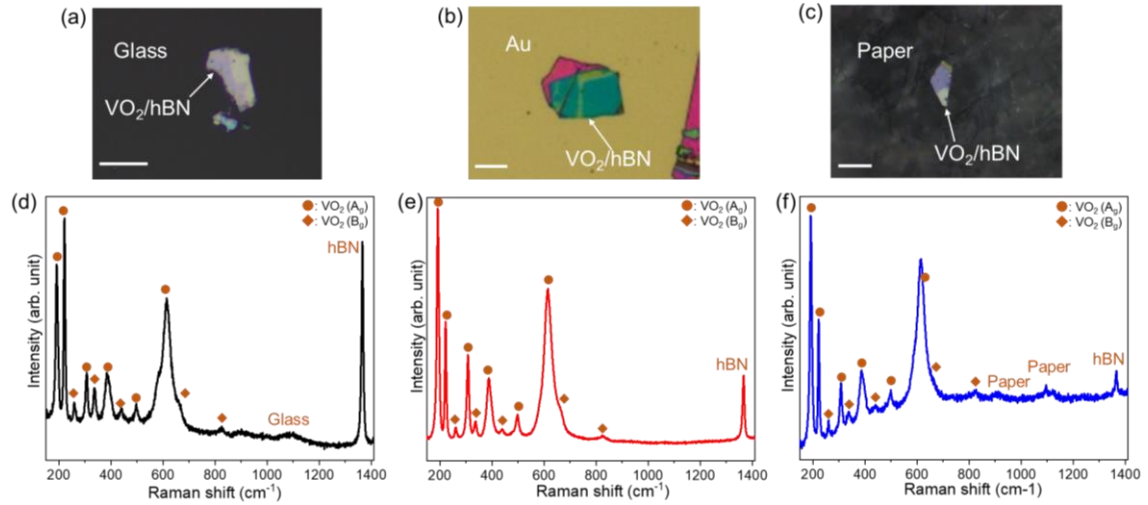 (a)
Glass
VO2/hBN
(b)
Au
VO2/hBN
(c)
Paper
VO2/hBN
(d)
●: VO2 (Ag)
◆: VO2 (Bg)
hBN
Glass
Intensity (arb. unit)
200 400 600 800 1000 1200 1400
Raman shift (cm-1)
(e)
●: VO2 (Ag)
◆: VO2 (Bg)
hBN
Intensity (arb. unit)
200 400 600 800 1000 1200 1400
Raman shift (cm-1)
(f)
●: VO2 (Ag)
◆: VO2 (Bg)
Paper
Paper
hBN
Intensity (arb. unit)
200 400 600 800 1000 1200 1400
Raman shift (cm-1)